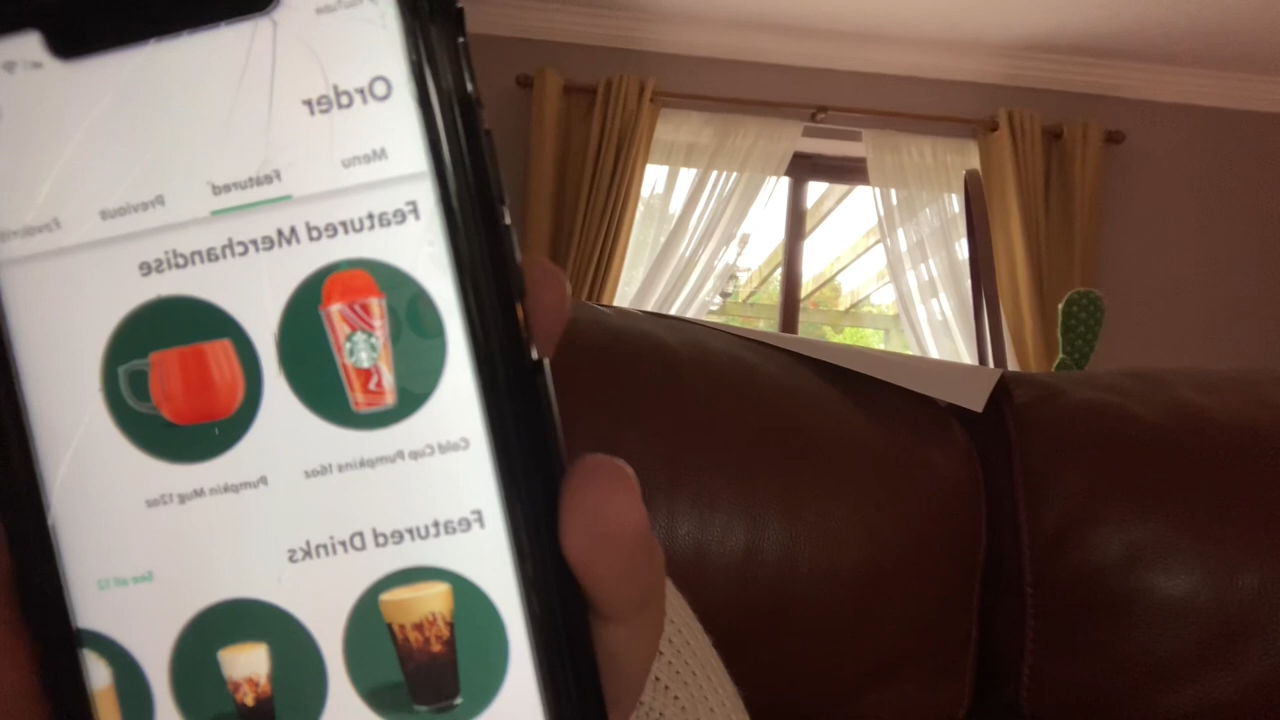 YouTube
Order
Menu
Featured
Previous
Favorites
Featured Merchandise
Cold Cup Pumpkins 16oz
Pumpkin Mug 12oz
Featured Drinks
See all 12